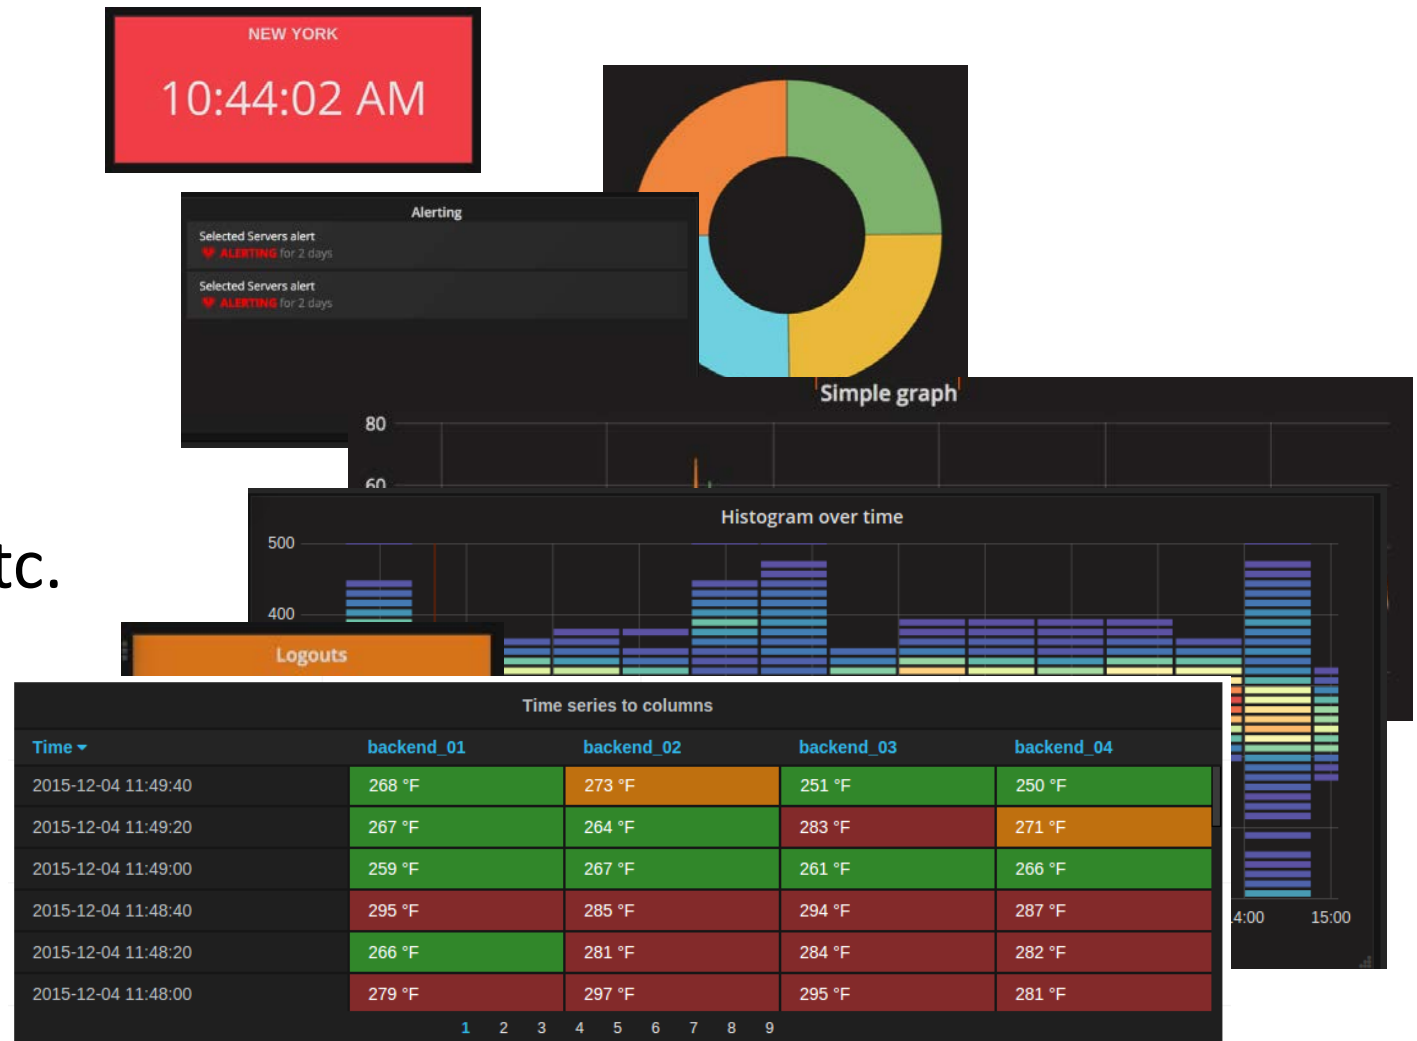 NEW YORK
10:44:02 AM
Alerting
Selected Servers alert
ALERTING for 2 days
Selected Servers alert
ALERTING for 2 days
Simple graph
80
60
Histogram over time
500
tc.
400
Logouts
Time series to columns
Time backend_01 backend_02 backend_03 backend_04
2015-12-04 11:49:40 268 °F 273 °F 251 °F 250 °F
2015-12-04 11:49:20 267 °F 264 °F 283 °F 271 °F
2015-12-04 11:49:00 259 °F 267 °F 261 °F 266 °F
2015-12-04 11:48:40 295 °F 285 °F 294 °F 287 °F
4:00 15:00
2015-12-04 11:48:20 266 °F 281 °F 284 °F 282 °F
2015-12-04 11:48:00 279 °F 297 °F 295 °F 281 °F
1 2 3 4 5 6 7 8 9